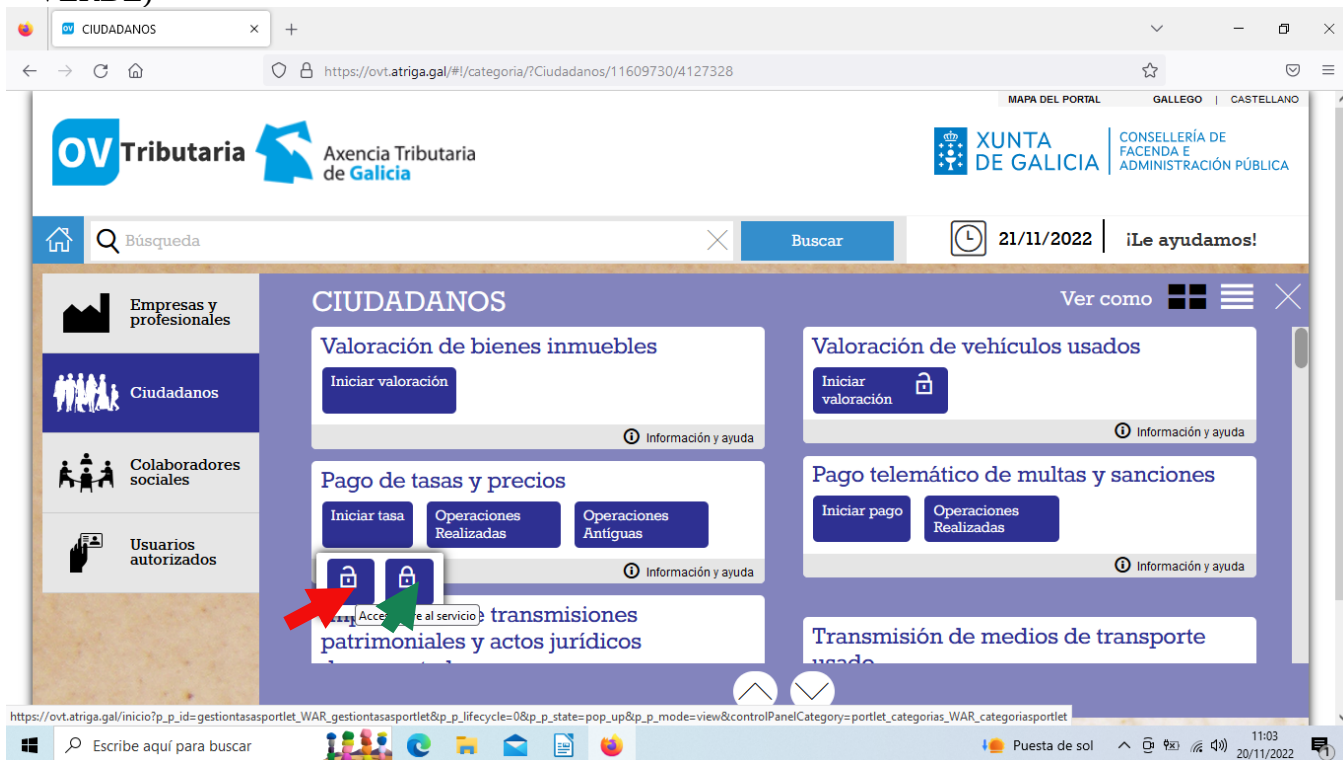 VERDE)
CIUDADANOS
https://ovt.atriga.gal/#!/categoria/?Ciudadanos/11609730/4127328
MAPA DEL PORTAL GALLEGO | CASTELLANO
OV Tributaria
Axencia Tributaria
de Galicia
XUNTA
DE GALICIA
CONSELLERÍA DE
FACENDA E
ADMINISTRACIÓN PÚBLICA
Búsqueda
Buscar
21/11/2022
¡Le ayudamos!
Empresas y
profesionales
Ciudadanos
Colaboradores
sociales
Usuarios
autorizados
CIUDADANOS
Ver como
Valoración de bienes inmuebles
Iniciar valoración
Información y ayuda
Valoración de vehículos usados
Iniciar
valoración
Información y ayuda
Pago de tasas y precios
Iniciar tasa
Operaciones
Realizadas
Operaciones
Antíguas
Información y ayuda
Pago telemático de multas y sanciones
Iniciar pago
Operaciones
Realizadas
Información y ayuda
al servicio
transmisiones
patrimoniales y actos jurídicos
Transmisión de medios de transporte
usado
https://ovt.atriga.gal/inicio?p_p_id=gestiontasasportlet_WAR_gestiontasasportlet&p_p_lifecycle=0&p_p_state=pop_up&p_p_mode=view&controlPanelCategory=portlet_categorias_WAR_categoriasportlet
Escribe aquí para buscar
Puesta de sol
11:03
20/11/2022
1